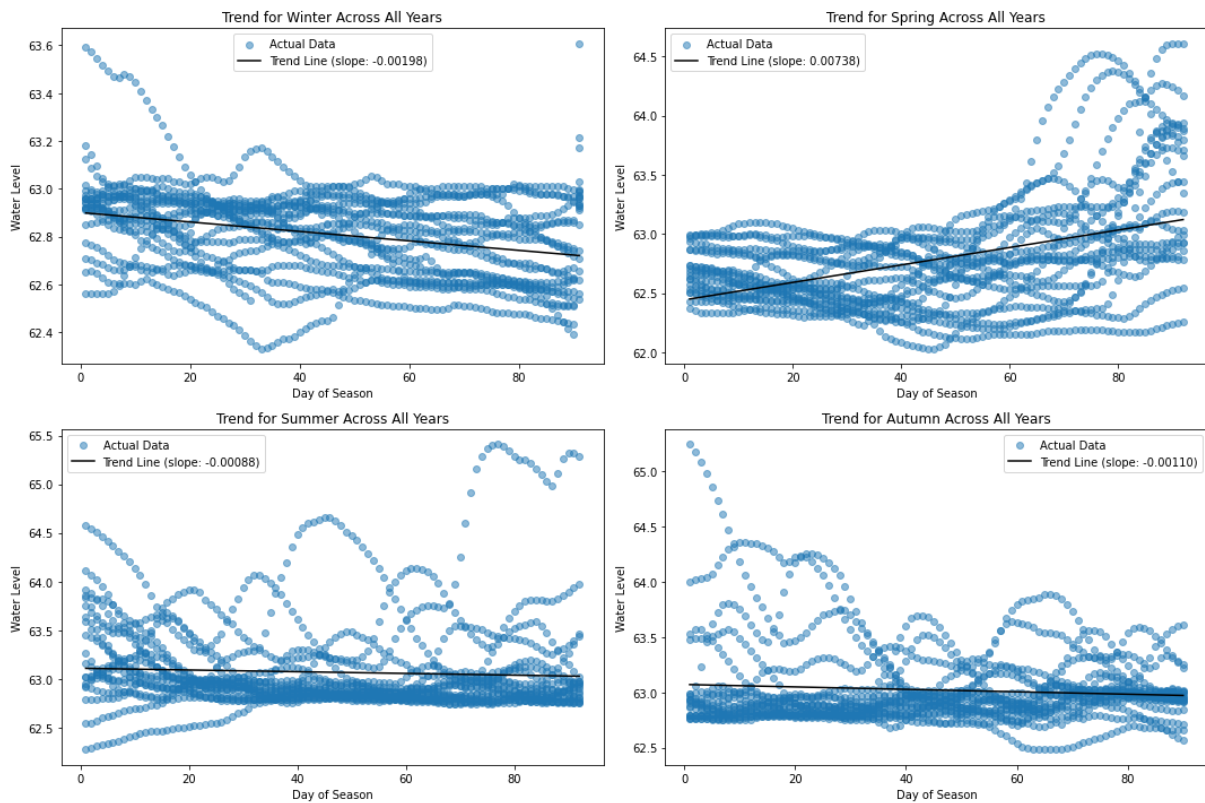 Trend for Winter Across All Years
Actual Data
Trend Line (slope: -0.00198)
63.6
63.4
63.2
63.0
62.8
62.6
62.4
Water Level
0 20 40 60 80
Day of Season
Trend for Spring Across All Years
Actual Data
Trend Line (slope: 0.00738)
64.5
64.0
63.5
63.0
62.5
62.0
Water Level
0 20 40 60 80
Day of Season
Trend for Summer Across All Years
Actual Data
Trend Line (slope: -0.00088)
65.5
65.0
64.5
64.0
63.5
63.0
62.5
Water Level
0 20 40 60 80
Day of Season
Trend for Autumn Across All Years
Actual Data
Trend Line (slope: -0.00110)
65.0
64.5
64.0
63.5
63.0
62.5
Water Level
0 20 40 60 80
Day of Season